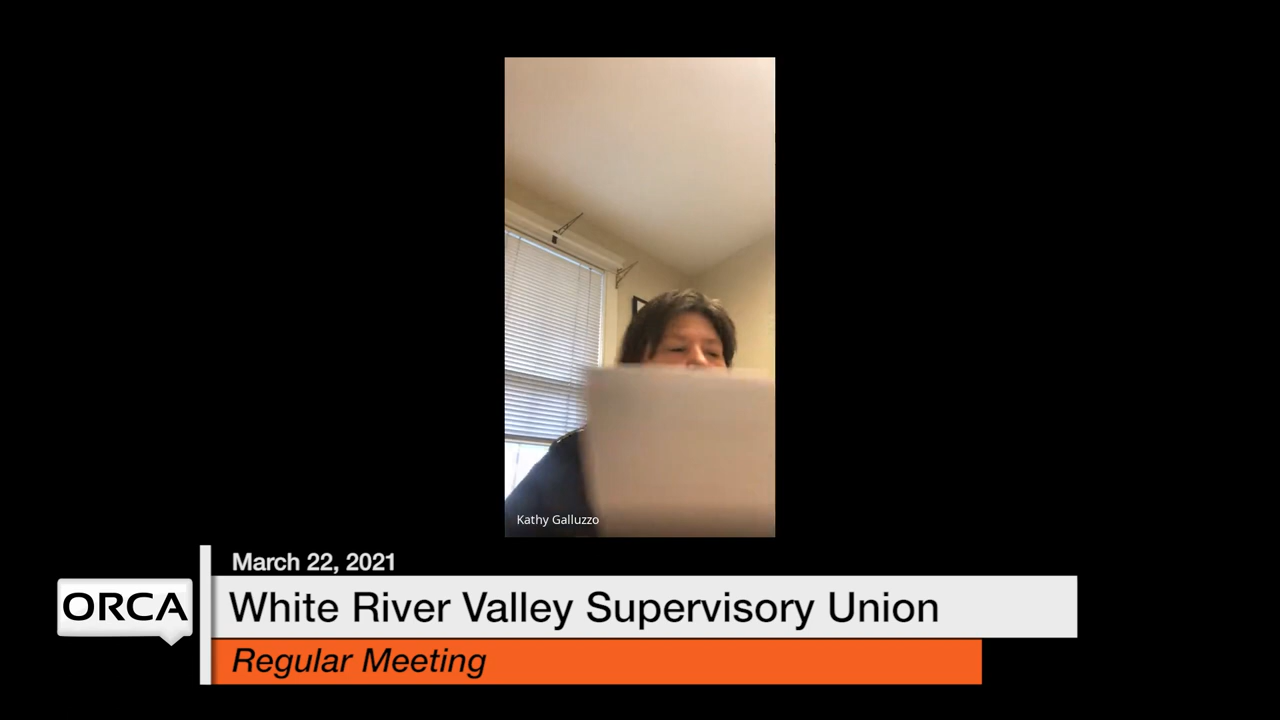 Kathy Galluzzo
March 22, 2021
ORCA
White River Valley Supervisory Union
Regular Meeting